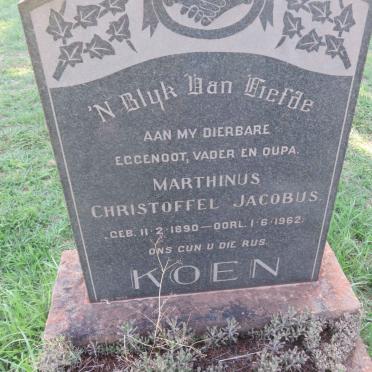 'N Blyk Van Liefde
AAN MY DIERBARE
EGGENOOT, VADER EN OUPA.
MARTHINUS
CHRISTOFFEL JACOBUS.
GEB. 11-2-1890 — OORL. 1-6-1962.
ONS GUN U DIE RUS.
KOEN